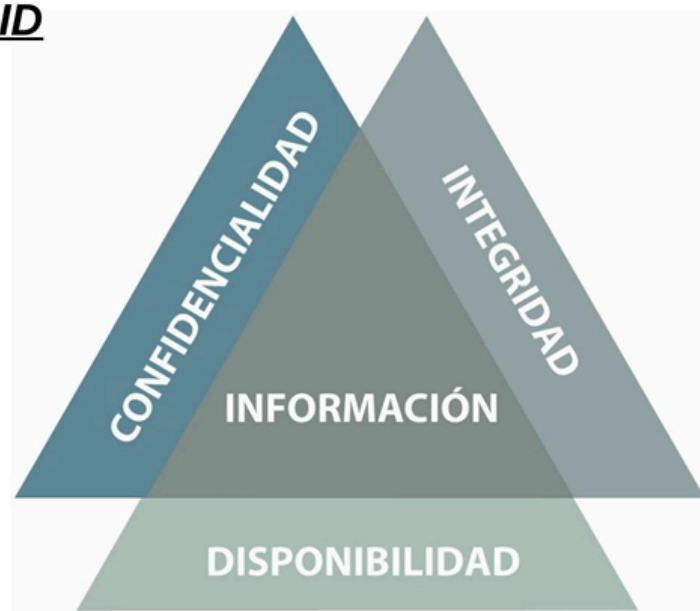 ID
CONFIDENCIALIDAD
INTEGRIDAD
INFORMACIÓN
DISPONIBILIDAD